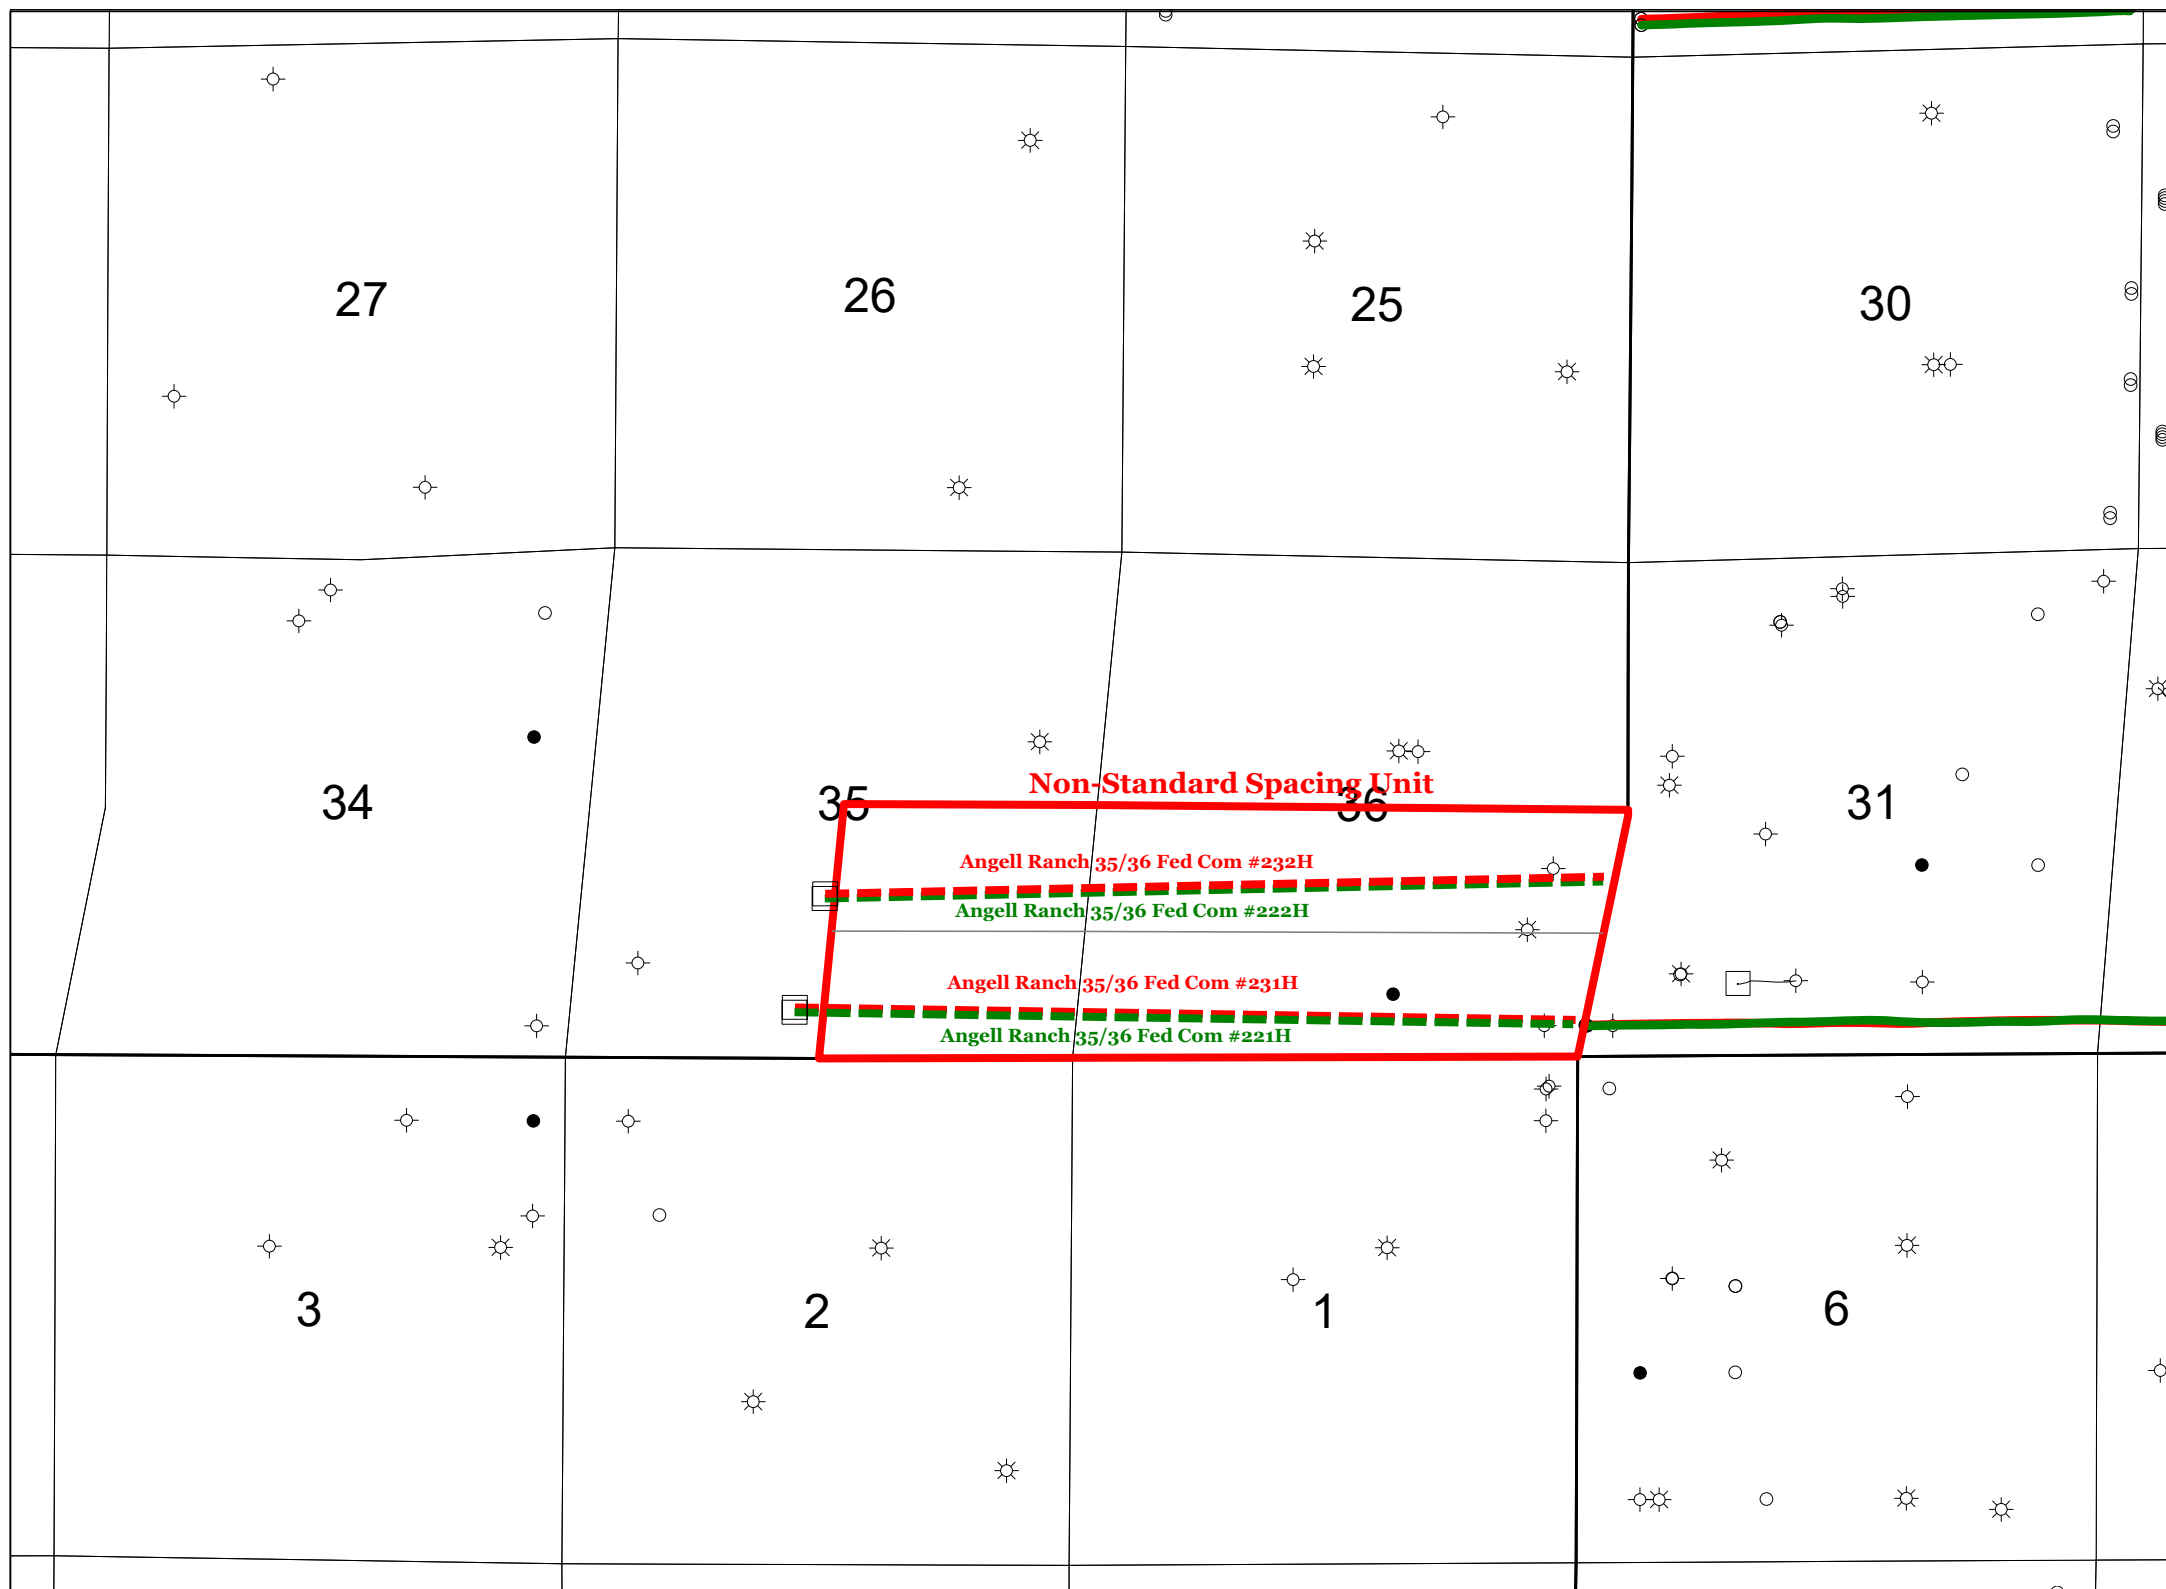 27
26
25
30
Non-Standard Spacing Unit
34
35
36
31
Angell Ranch 35/36 Fed Com #232H
Angell Ranch 35/36 Fed Com #222H
Angell Ranch 35/36 Fed Com #231H
Angell Ranch 35/36 Fed Com #221H
3
2
1
6